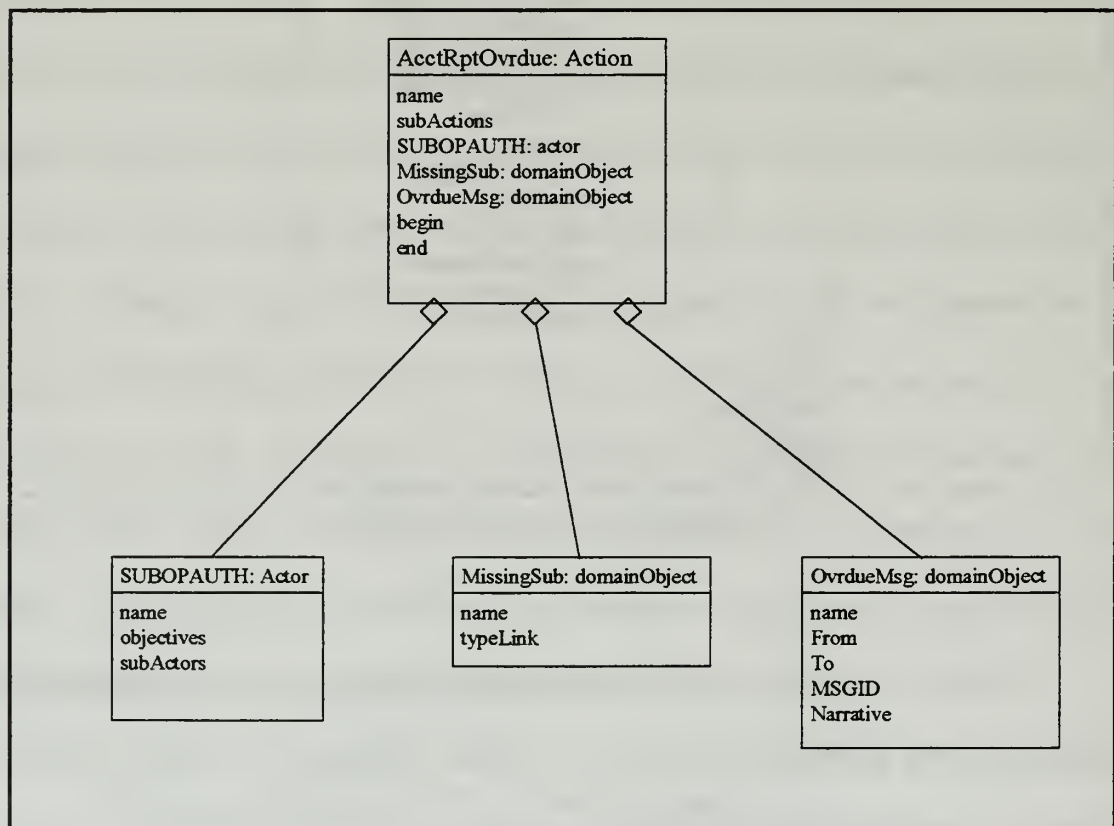 AcctRptOvrdue: Action
name
subActions
SUBOPAUTH: actor
MissingSub: domainObject
OvrdueMsg: domainObject
begin
end
SUBOPAUTH: Actor
name
objectives
subActors
MissingSub: domainObject
name
typeLink
OvrdueMsg: domainObject
name
From
To
MSGID
Narrative